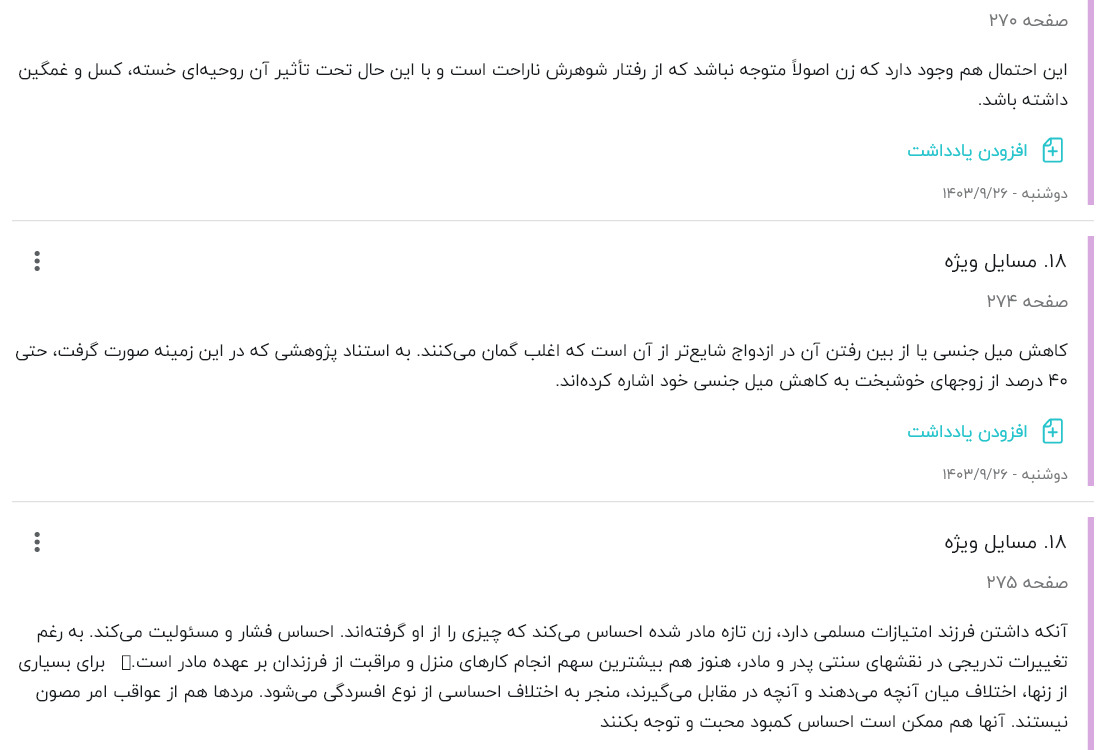 صفحه ۲۷۰
این احتمال هم وجود دارد که زن اصولاً متوجه نباشد که از رفتار شوهرش ناراحت است و با این حال تحت تأثیر آن روحیه‌ای خسته، کسل و غمگین
داشته باشد.
افزودن یادداشت
دوشنبه - ۱۴۰۳/۹/۲۶
۱۸. مسایل ویژه
صفحه ۲۷۴
کاهش میل جنسی یا از بین رفتن آن در ازدواج شایع‌تر از آن است که اغلب گمان می‌کنند. به استناد پژوهشی که در این زمینه صورت گرفت، حتی
۴۰ درصد از زوجهای خوشبخت به کاهش میل جنسی خود اشاره کرده‌اند.
افزودن یادداشت
دوشنبه - ۱۴۰۳/۹/۲۶
۱۸. مسایل ویژه
صفحه ۲۷۵
آنکه داشتن فرزند امتیازات مسلمی دارد، زن تازه مادر شده احساس می‌کند که چیزی را از او گرفته‌اند. احساس فشار و مسئولیت می‌کند. به رغم
تغییرات تدریجی در نقشهای سنتی پدر و مادر، هنوز هم بیشترین سهم انجام کارهای منزل و مراقبت از فرزندان بر عهده مادر است. برای بسیاری
از زنها، اختلاف میان آنچه می‌دهند و آنچه در مقابل می‌گیرند، منجر به اختلاف احساسی از نوع افسردگی می‌شود. مردها هم از عواقب امر مصون
نیستند. آنها هم ممکن است احساس کمبود محبت و توجه بکنند